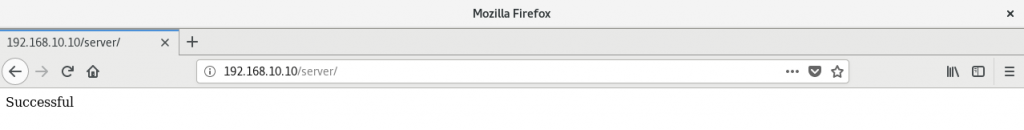 Mozilla Firefox
192.168.10.10/server/
192.168.10.10/server/
Successful